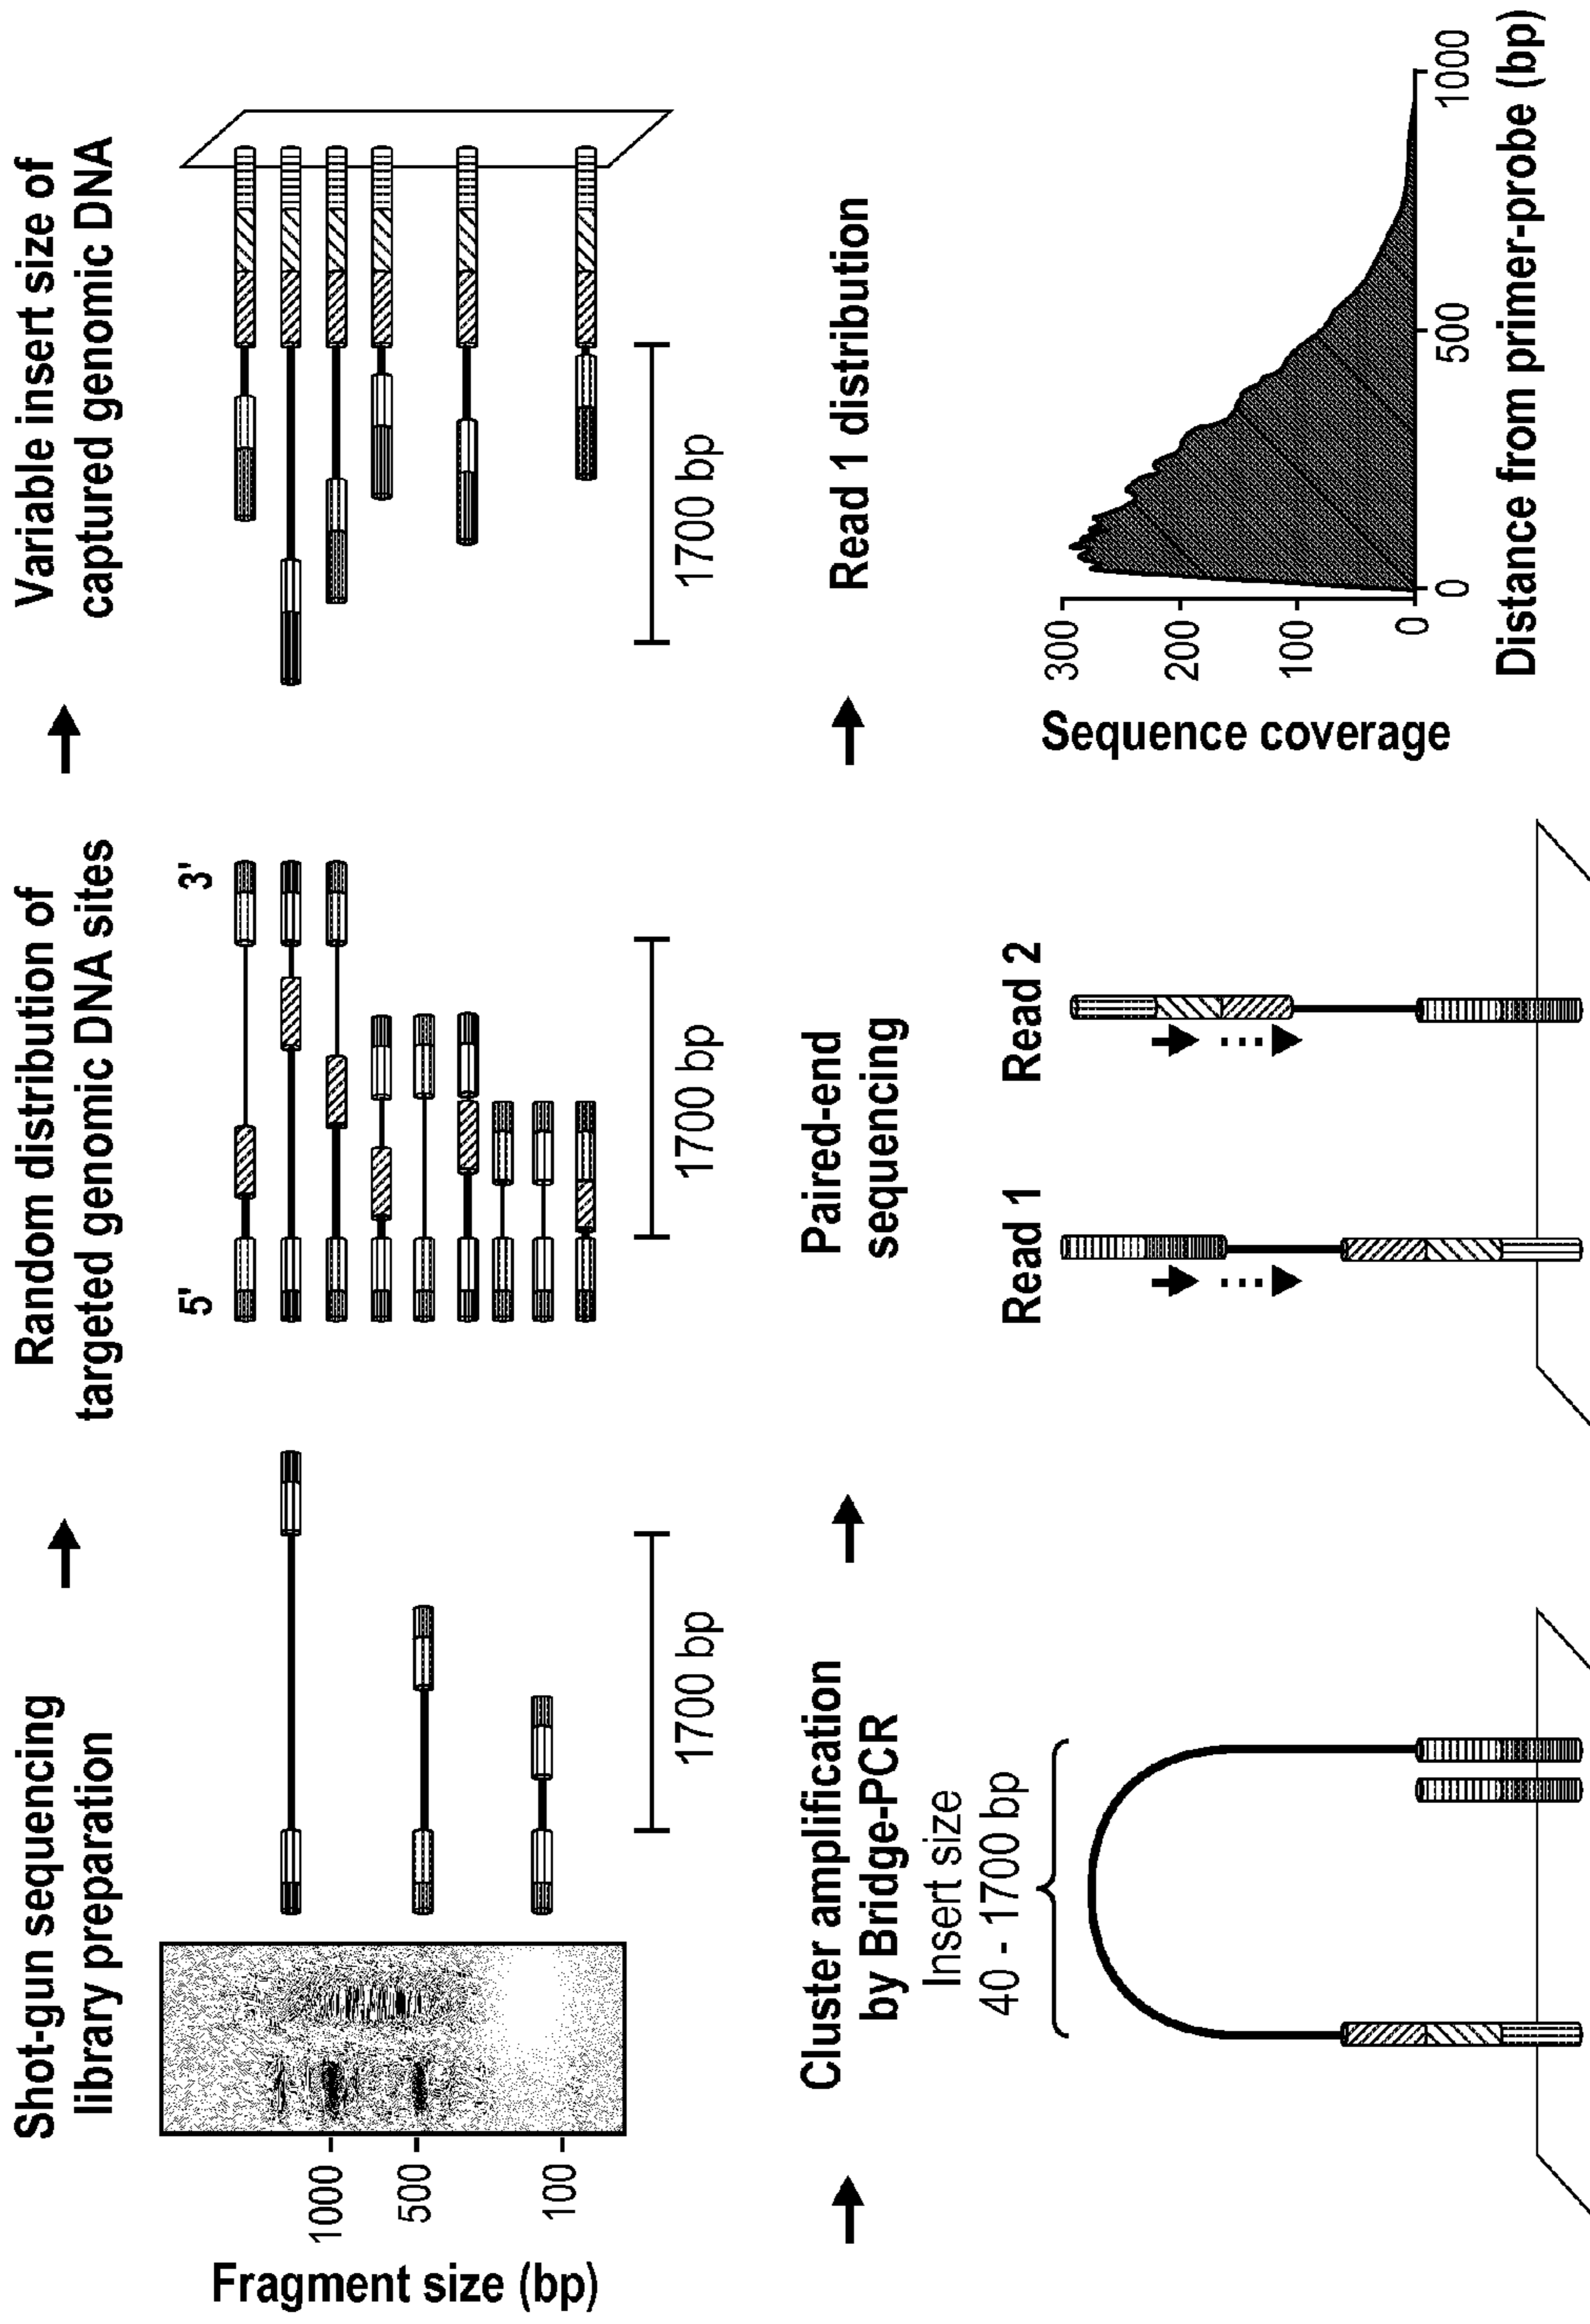 Shot-gun sequencing
library preparation
Fragment size (bp)
1000
500
100
1700 bp
Random distribution of
targeted genomic DNA sites
5'
3'
1700 bp
Variable insert size of
captured genomic DNA
1700 bp
Cluster amplification
by Bridge-PCR
Insert size
40 - 1700 bp
Paired-end
sequencing
Read 1
Read 2
Read 1 distribution
Sequence coverage
300
200
100
0
0
500
1000
Distance from primer-probe (bp)